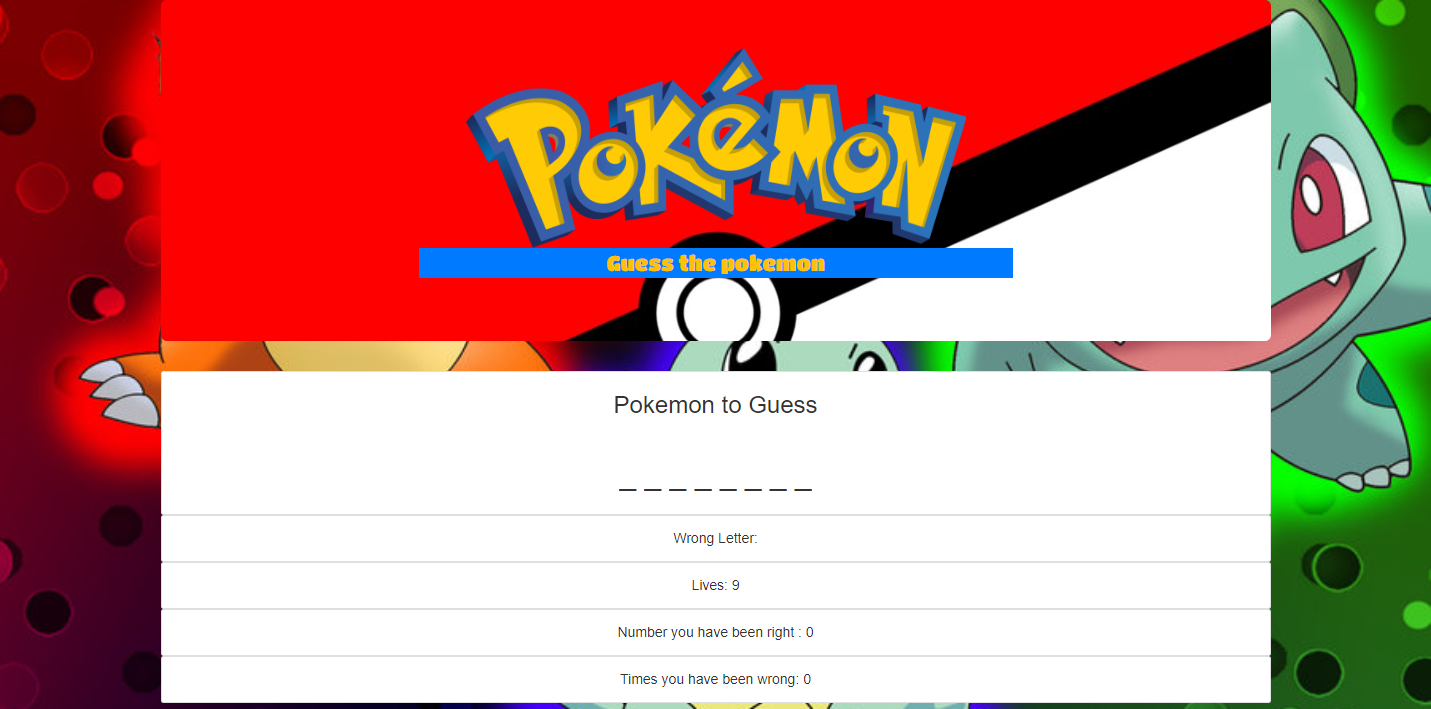 Pokémon
Guess the pokemon
Pokemon to Guess
_ _ _ _ _ _ _ _
Wrong Letter:
Lives: 9
Number you have been right : 0
Times you have been wrong: 0